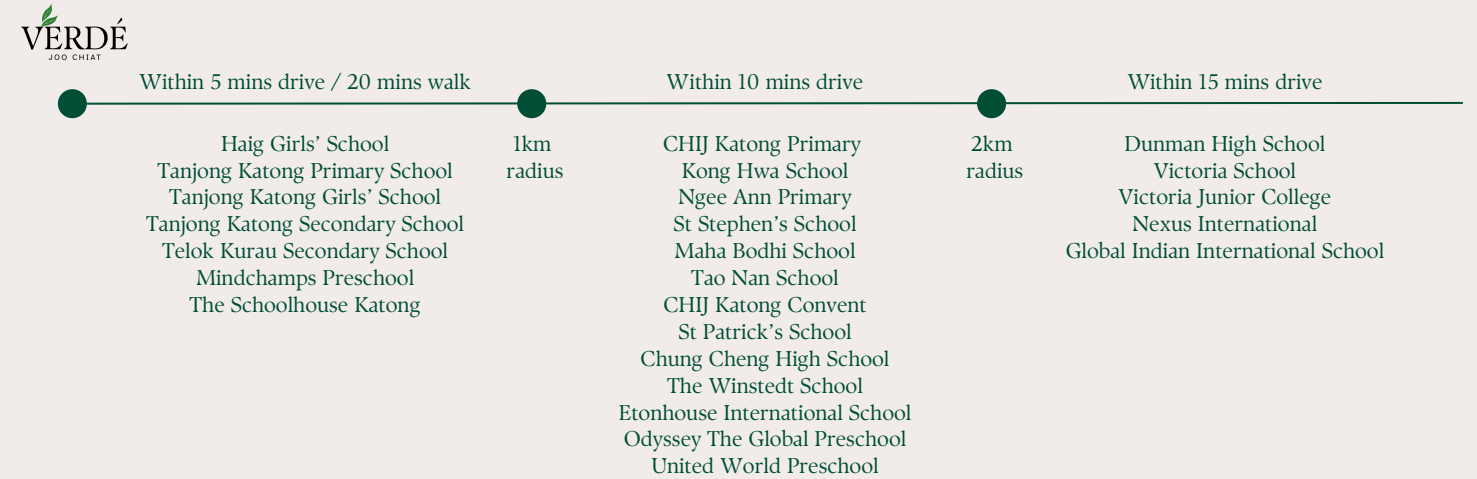 VERDÉ
JOO CHIAT
Within 5 mins drive / 20 mins walk
Haig Girls’ School
Tanjong Katong Primary School
Tanjong Katong Girls’ School
Tanjong Katong Secondary School
Telok Kurau Secondary School
Mindchamps Preschool
The Schoolhouse Katong
1km
radius
Within 10 mins drive
CHIJ Katong Primary
Kong Hwa School
Ngee Ann Primary
St Stephen’s School
Maha Bodhi School
Tao Nan School
CHIJ Katong Convent
St Patrick’s School
Chung Cheng High School
The Winstedt School
Etonhouse International School
Odyssey The Global Preschool
United World Preschool
2km
radius
Within 15 mins drive
Dunman High School
Victoria School
Victoria Junior College
Nexus International
Global Indian International School